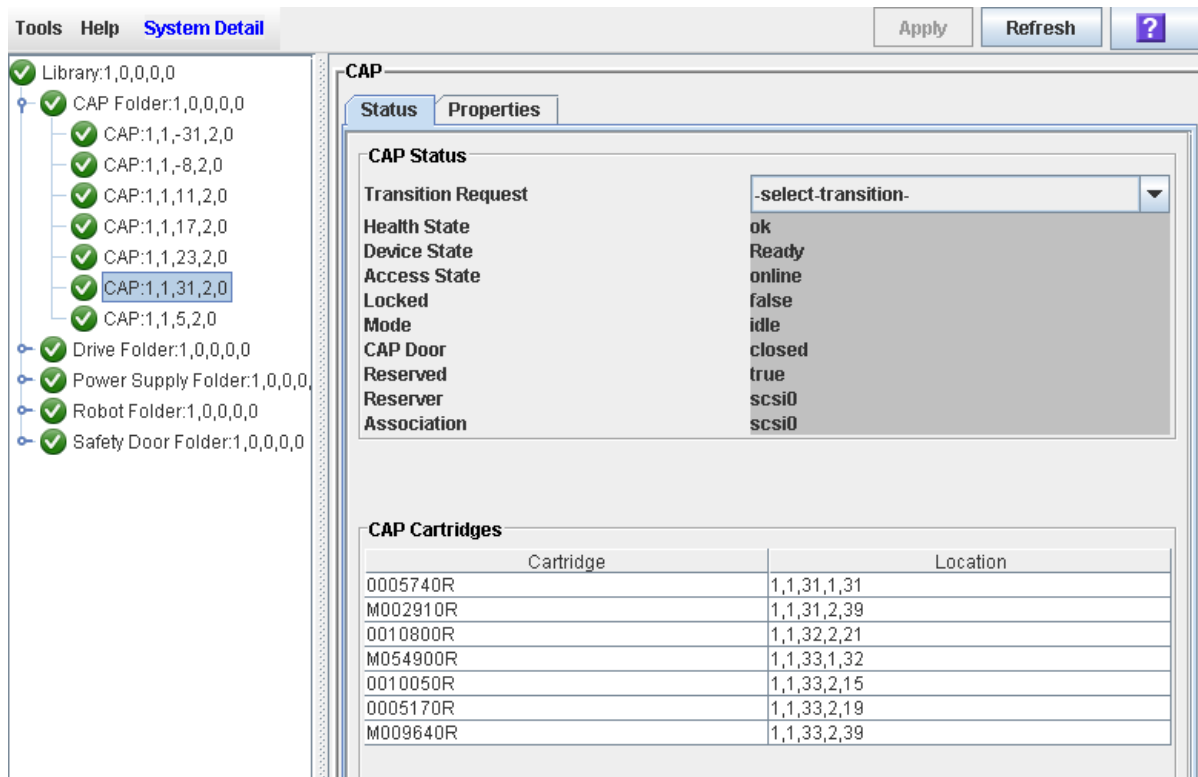 Tools Help System Detail Apply Refresh ?
Library:1,0,0,0,0
CAP Folder:1,0,0,0,0
CAP:1,1,-31,2,0
CAP:1,1,-8,2,0
CAP:1,1,11,2,0
CAP:1,1,17,2,0
CAP:1,1,23,2,0
CAP:1,1,31,2,0
CAP:1,1,5,2,0
Drive Folder:1,0,0,0,0
Power Supply Folder:1,0,0,0,
Robot Folder:1,0,0,0,0
Safety Door Folder:1,0,0,0,0
CAP
Status Properties
CAP Status
Transition Request -select-transition-
Health State ok
Device State Ready
Access State online
Locked false
Mode idle
CAP Door closed
Reserved true
Reserver scsi0
Association scsi0
CAP Cartridges
Cartridge Location
0005740R 1,1,31,1,31
M002910R 1,1,31,2,39
0010800R 1,1,32,2,21
M054900R 1,1,33,1,32
0010050R 1,1,33,2,15
0005170R 1,1,33,2,19
M009640R 1,1,33,2,39